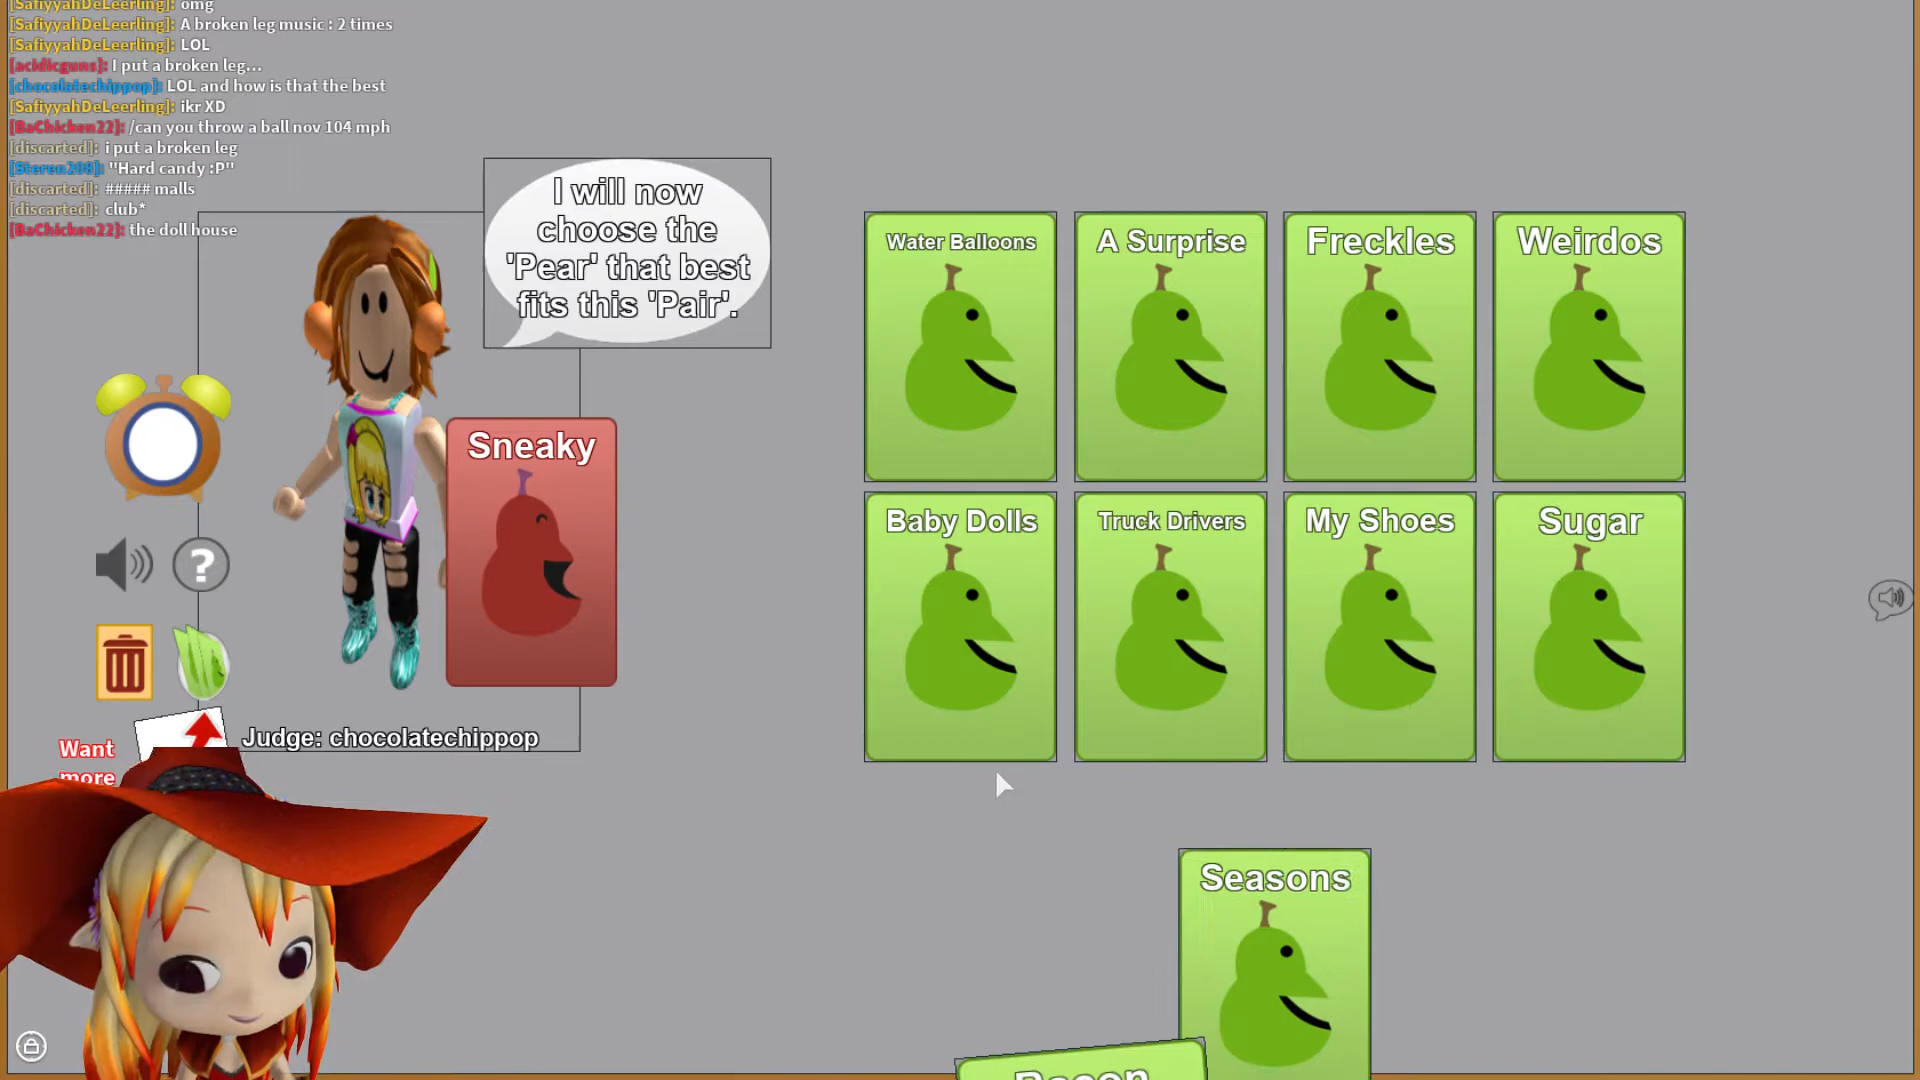 [SafiyyahDeLeerling]: omg
[SafiyyahDeLeerling]: A broken leg music : 2 times
[SafiyyahDeLeerling]: LOL
[acidicguns]: I put a broken leg...
[chocolatechippop]: LOL and how is that the best
[SafiyyahDeLeerling]: ikr XD
[BaChicken22]: /can you throw a ball nov 104 mph
[discarted]: i put a broken leg
[Steren208]: "Hard candy :P"
[discarted]: ##### malls
[discarted]: club*
[BaChicken22]: the doll house
I will now
choose the
'Pear' that best
fits this 'Pair'.
Sneaky
?
Judge: chocolatechippop
Want
more
Water Balloons
A Surprise
Freckles
Weirdos
Baby Dolls
Truck Drivers
My Shoes
Sugar
Seasons
Bacon